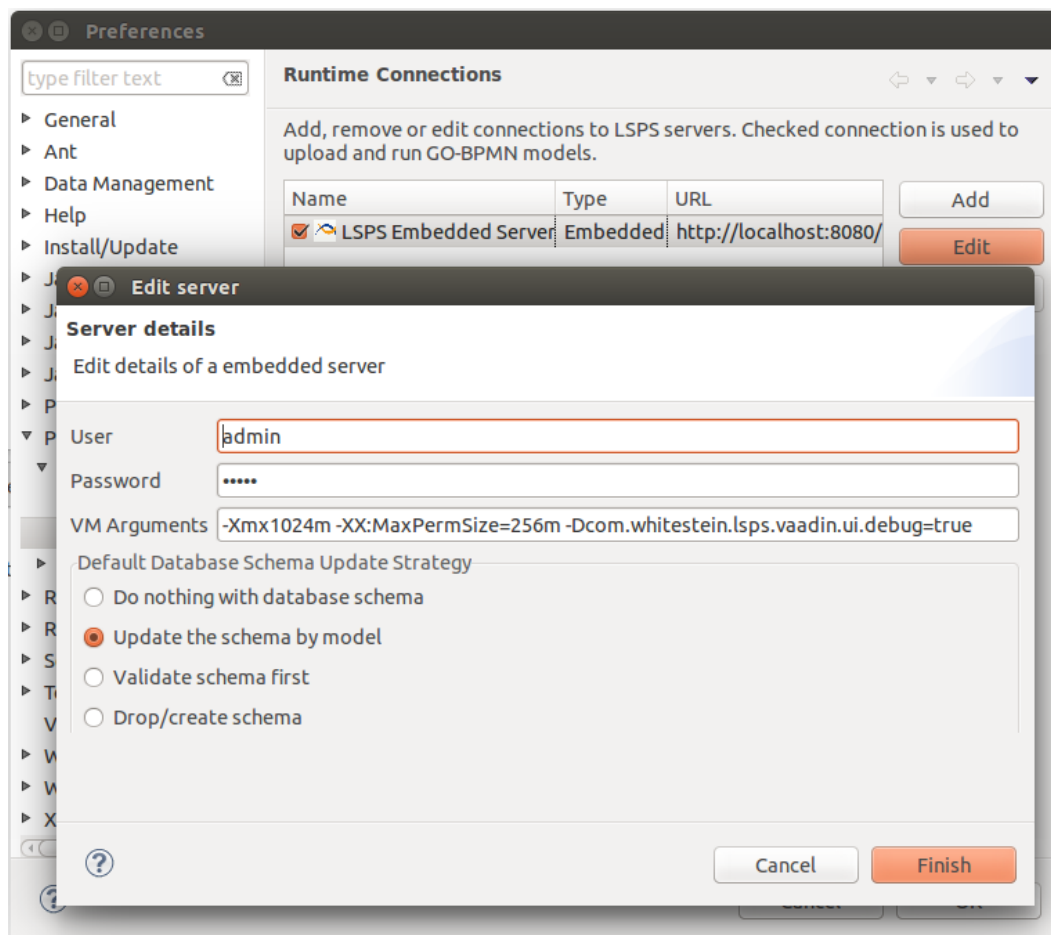 Preferences
type filter text
Runtime Connections
General
Ant
Data Management
Help
Install/Update
Add, remove or edit connections to LSPS servers. Checked connection is used to
upload and run GO-BPMN models.
Name Type URL
LSPS Embedded Server Embedded http://localhost:8080/
Add
Edit
Edit server
Server details
Edit details of a embedded server
User admin
Password •••••
VM Arguments -Xmx1024m -XX:MaxPermSize=256m -Dcom.whitestein.lsps.vaadin.ui.debug=true
Default Database Schema Update Strategy
Do nothing with database schema
Update the schema by model
Validate schema first
Drop/create schema
Cancel Finish